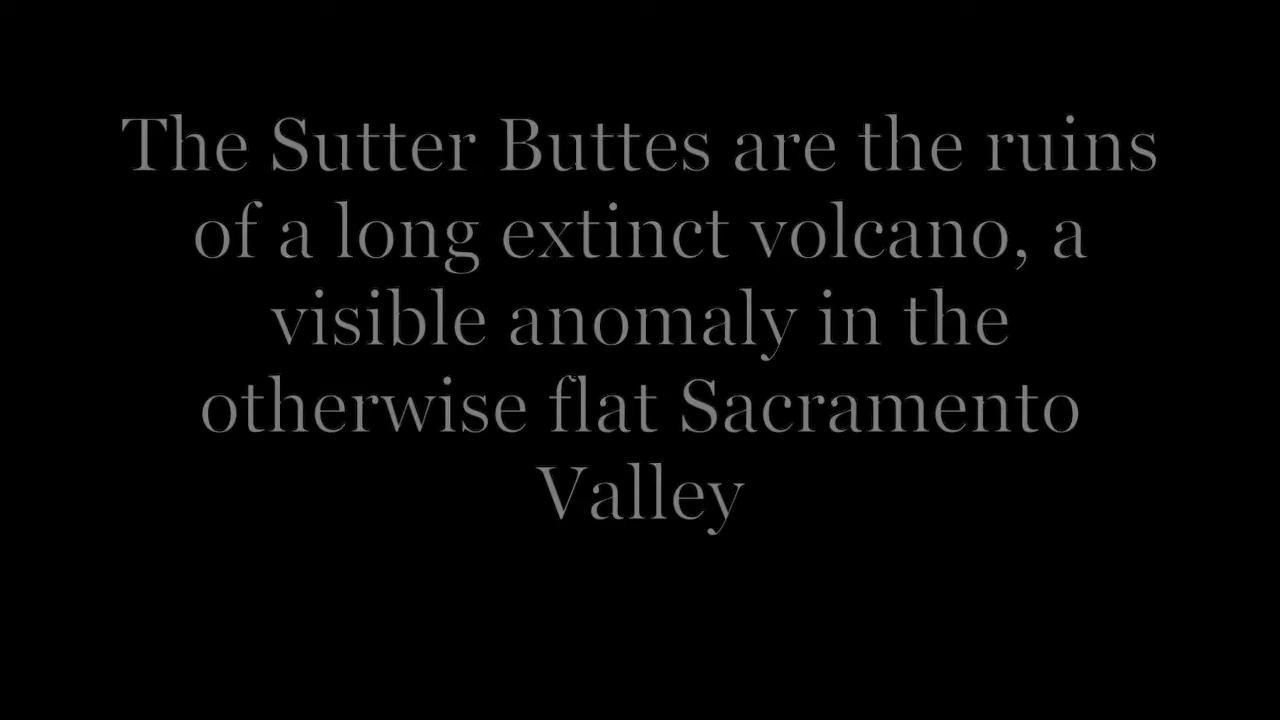 The Sutter Buttes are the ruins
of a long extinct volcano, a
visible anomaly in the
otherwise flat Sacramento
Valley